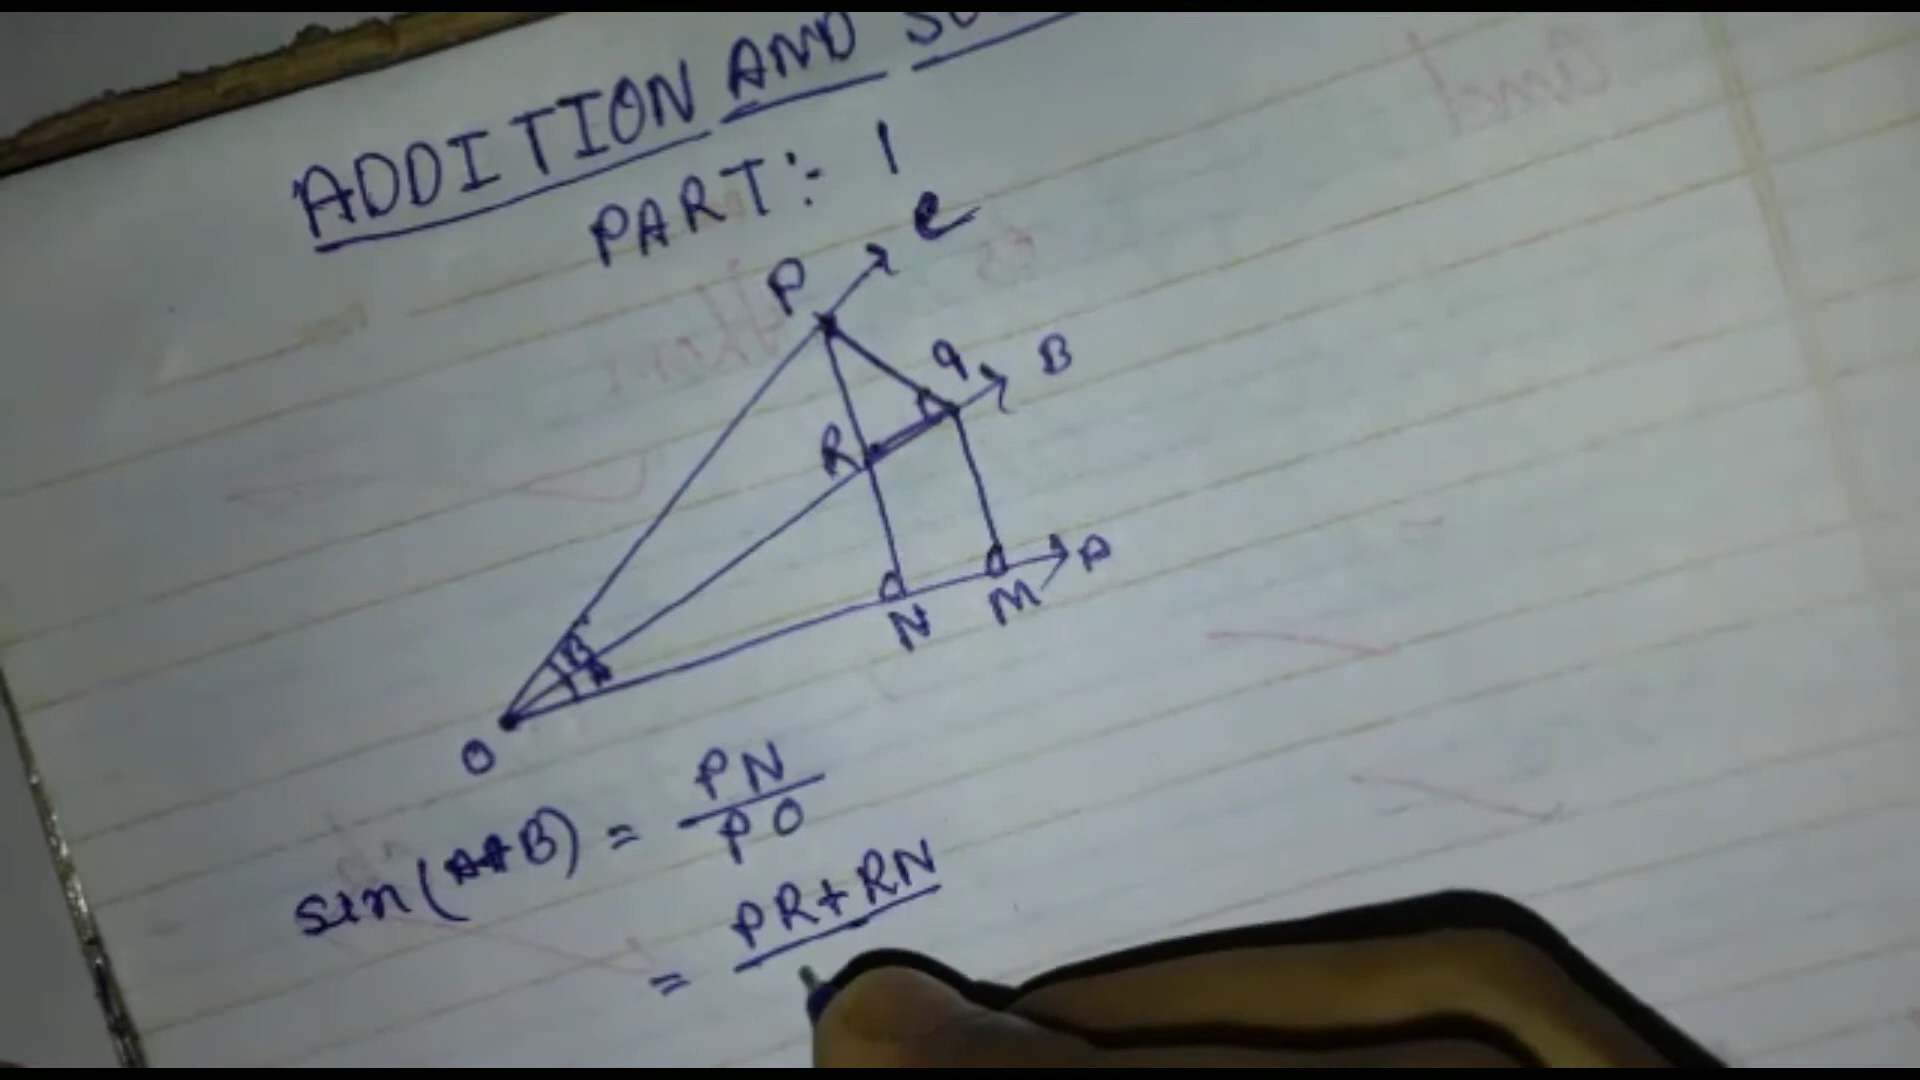 ADDITION AND
PART:- 1
P C
q B
R
N M A
B
A
O
sin(A+B) = PN/PO
= PR+RN